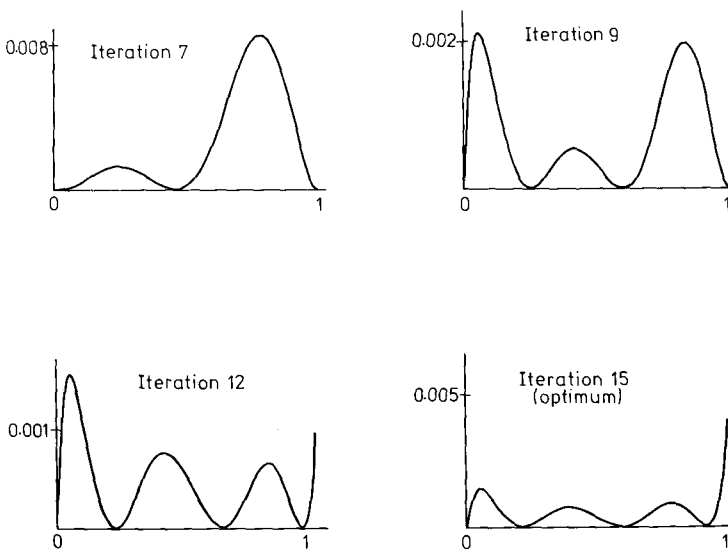 Iteration 7
0.008
0
1
Iteration 9
0.002
0
1
Iteration 12
0.001
0
1
Iteration 15
(optimum)
0.005
0
1